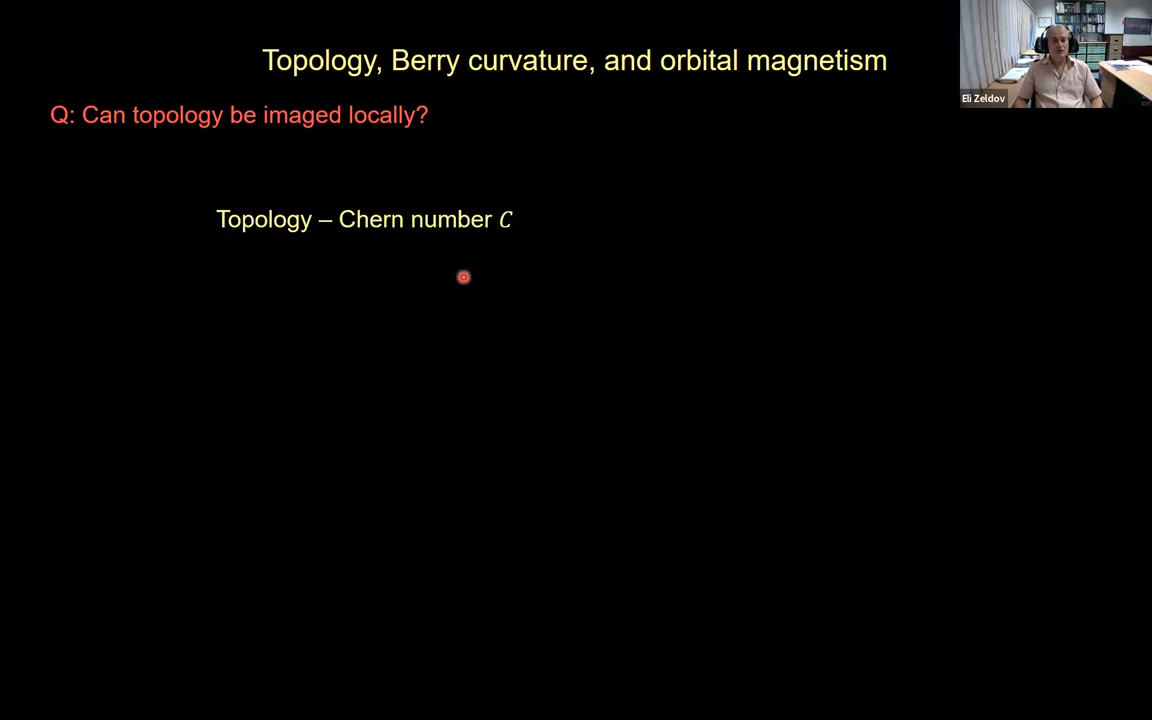 Topology, Berry curvature, and orbital magnetism
Q: Can topology be imaged locally?
Topology – Chern number 𝐶
Eli Zeldov